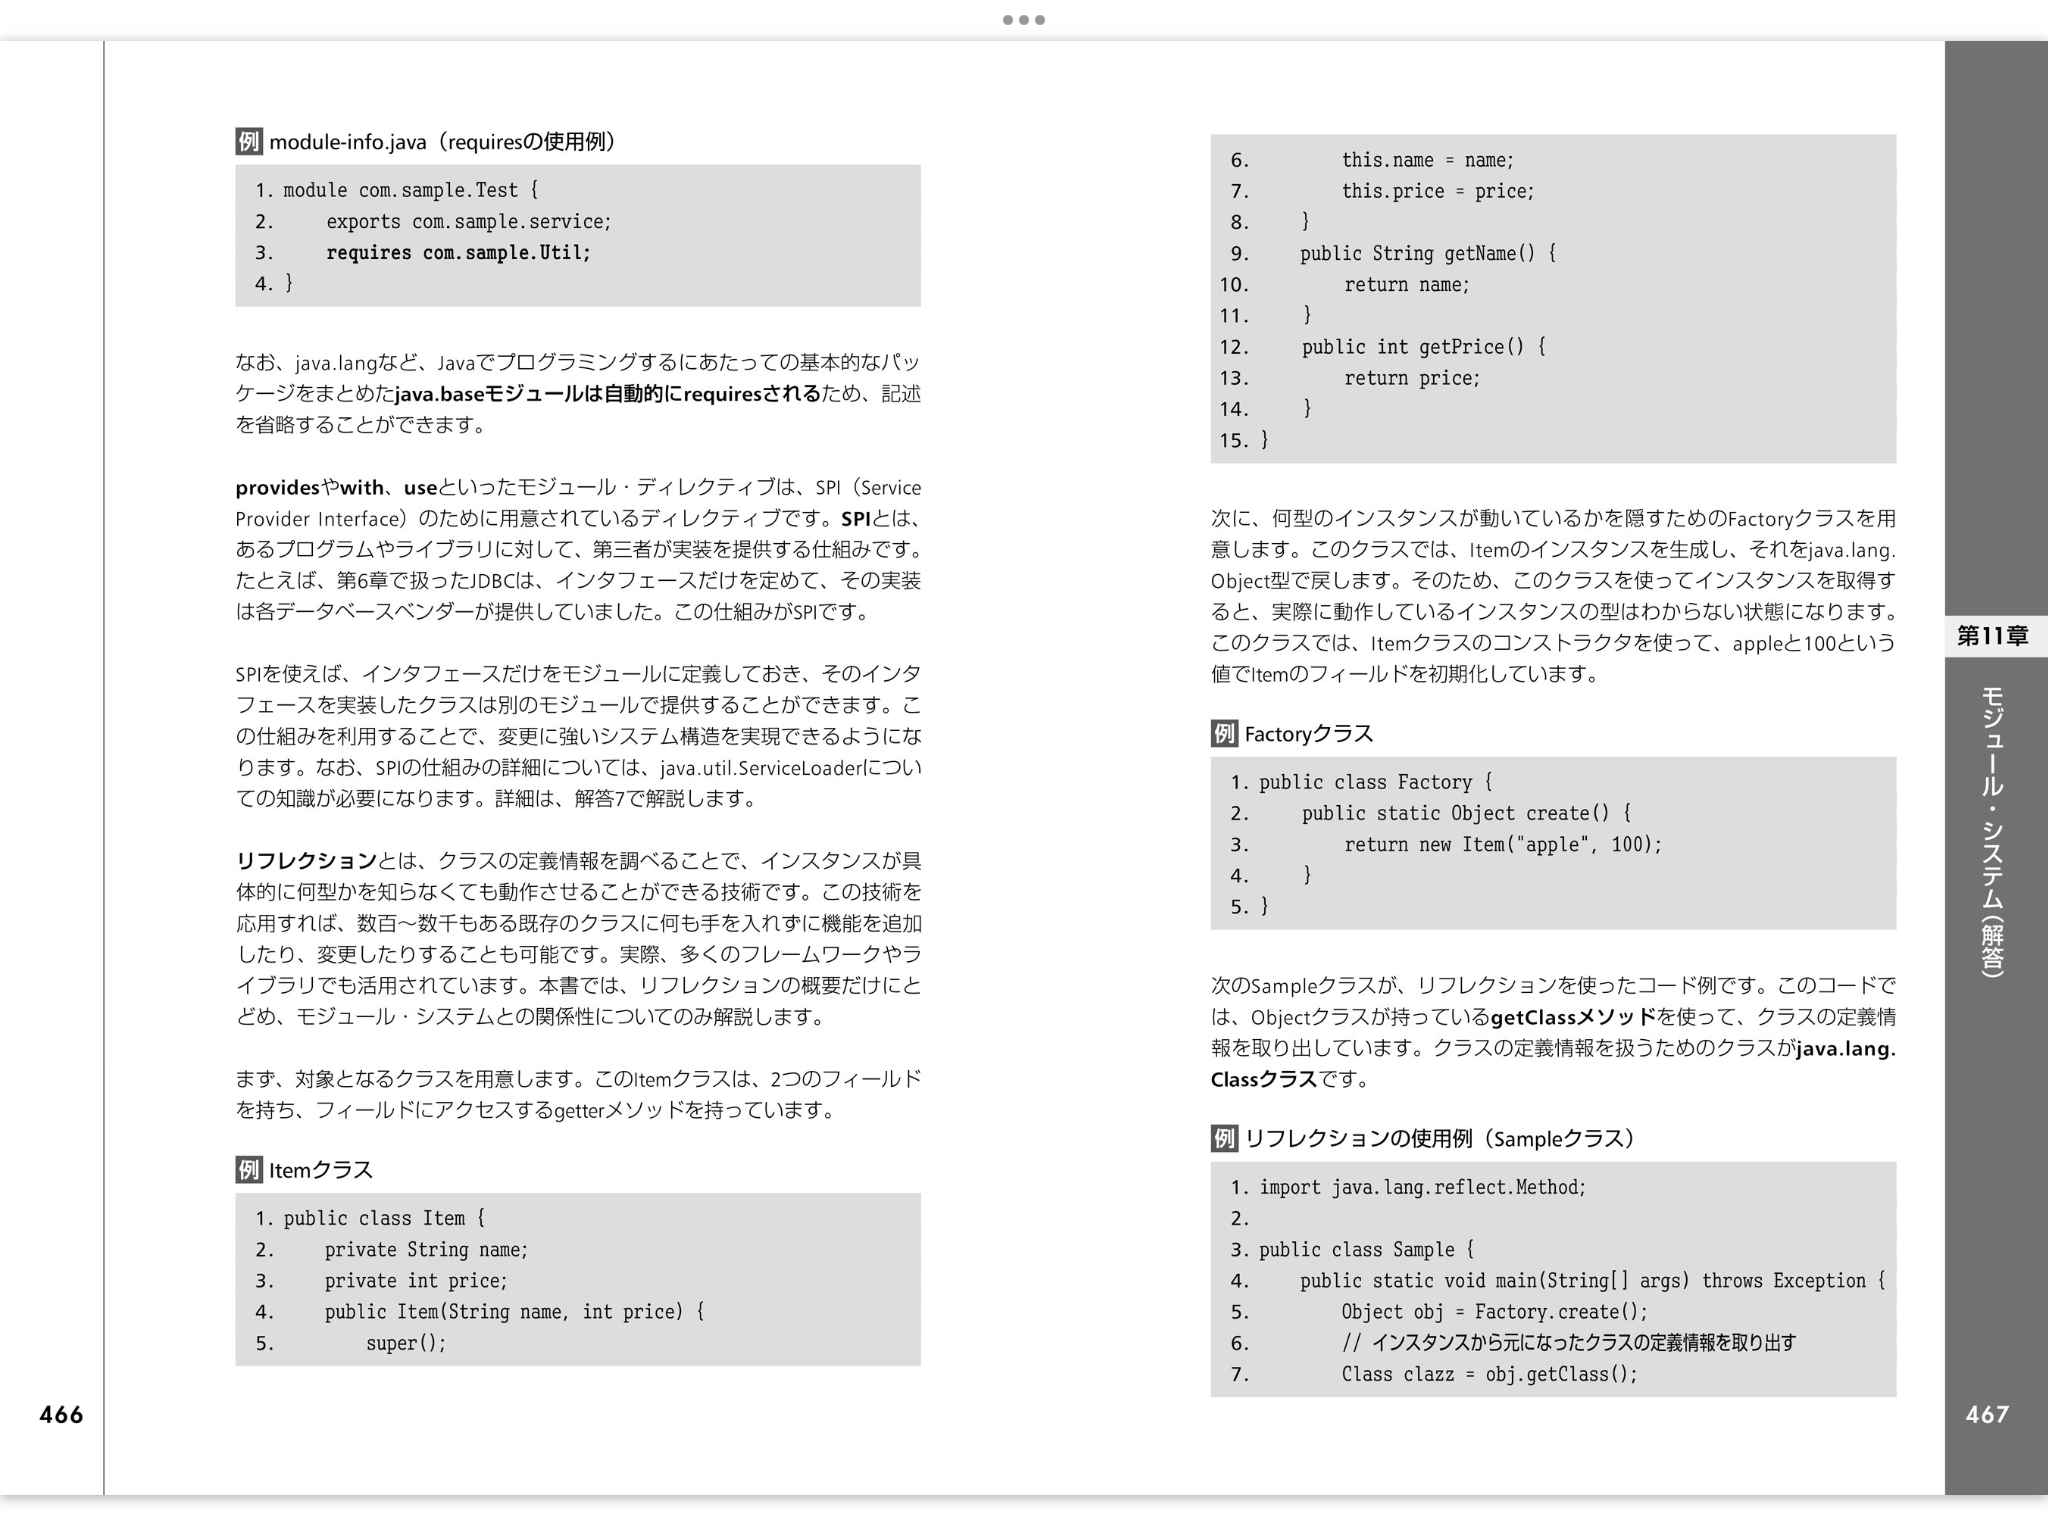 例 module-info.java（requiresの使用例）
1. module com.sample.Test {
2.     exports com.sample.service;
3.     requires com.sample.Util;
4. }
なお、java.langなど、Javaでプログラミングするにあたっての基本的なパッ
ケージをまとめたjava.baseモジュールは自動的にrequiresされるため、記述
を省略することができます。
providesやwith、useといったモジュール・ディレクティブは、SPI（Service
Provider Interface）のために用意されているディレクティブです。SPIとは、
あるプログラムやライブラリに対して、第三者が実装を提供する仕組みです。
たとえば、第6章で扱ったJDBCは、インタフェースだけを定めて、その実装
は各データベースベンダーが提供していました。この仕組みがSPIです。
SPIを使えば、インタフェースだけをモジュールに定義しておき、そのインタ
フェースを実装したクラスは別のモジュールで提供することができます。こ
の仕組みを利用することで、変更に強いシステム構造を実現できるようにな
ります。なお、SPIの仕組みの詳細については、java.util.ServiceLoaderについ
ての知識が必要になります。詳細は、解答7で解説します。
リフレクションとは、クラスの定義情報を調べることで、インスタンスが具
体的に何型かを知らなくても動作させることができる技術です。この技術を
応用すれば、数百～数千もある既存のクラスに何も手を入れずに機能を追加
したり、変更したりすることも可能です。実際、多くのフレームワークやラ
イブラリでも活用されています。本書では、リフレクションの概要だけにと
どめ、モジュール・システムとの関係性についてのみ解説します。
まず、対象となるクラスを用意します。このItemクラスは、2つのフィールド
を持ち、フィールドにアクセスするgetterメソッドを持っています。
例 Itemクラス
1. public class Item {
2.     private String name;
3.     private int price;
4.     public Item(String name, int price) {
5.         super();
466
6.         this.name = name;
7.         this.price = price;
8.     }
9.     public String getName() {
10.         return name;
11.     }
12.     public int getPrice() {
13.         return price;
14.     }
15. }
次に、何型のインスタンスが動いているかを隠すためのFactoryクラスを用
意します。このクラスでは、Itemのインスタンスを生成し、それをjava.lang.
Object型で戻します。そのため、このクラスを使ってインスタンスを取得す
ると、実際に動作しているインスタンスの型はわからない状態になります。
このクラスでは、Itemクラスのコンストラクタを使って、appleと100という
値でItemのフィールドを初期化しています。
例 Factoryクラス
1. public class Factory {
2.     public static Object create() {
3.         return new Item("apple", 100);
4.     }
5. }
次のSampleクラスが、リフレクションを使ったコード例です。このコードで
は、Objectクラスが持っているgetClassメソッドを使って、クラスの定義情
報を取り出しています。クラスの定義情報を扱うためのクラスがjava.lang.
Classクラスです。
例 リフレクションの使用例（Sampleクラス）
1. import java.lang.reflect.Method;
2.
3. public class Sample {
4.     public static void main(String[] args) throws Exception {
5.         Object obj = Factory.create();
6.         // インスタンスから元になったクラスの定義情報を取り出す
7.         Class clazz = obj.getClass();
第11章
モジュール・システム（解答）
467